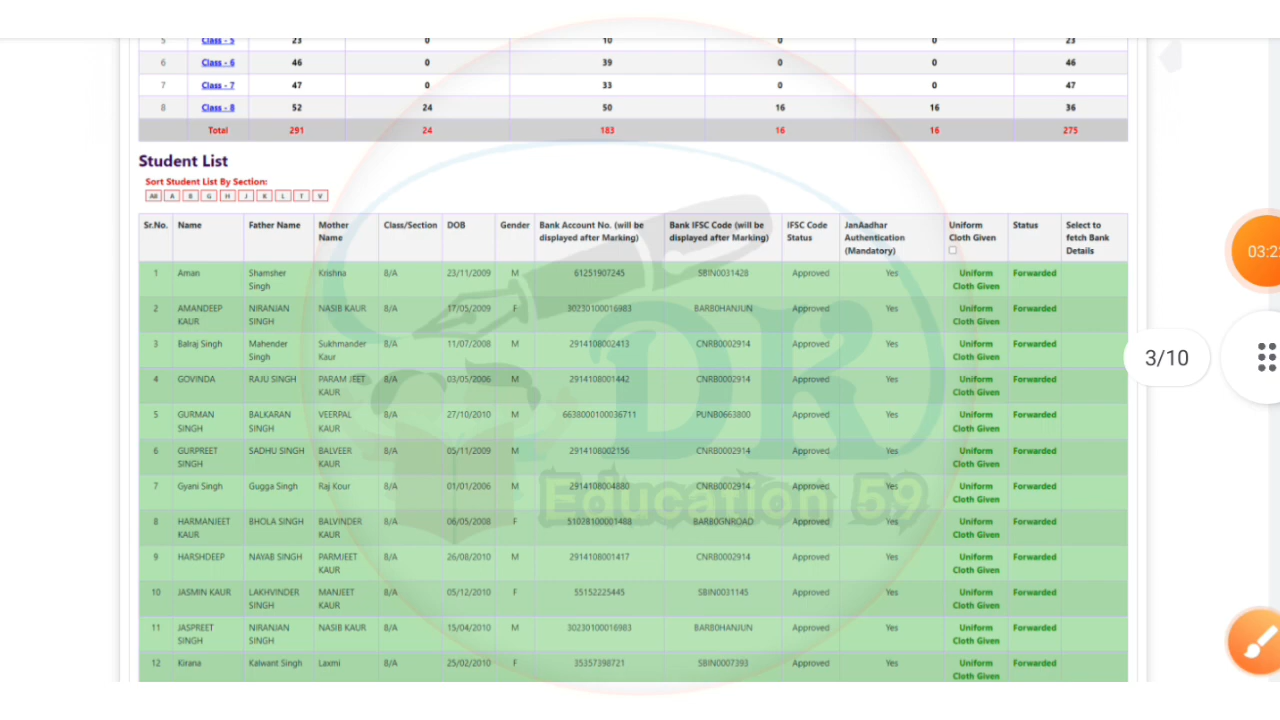 5 Class - 5 23 0 10 0 0 23
6 Class - 6 46 0 39 0 0 46
7 Class - 7 47 0 33 0 0 47
8 Class - 8 52 24 50 16 16 36
Total 291 24 183 16 16 275
Student List
Sort Student List By Section:
All A B G H J K L T V
Sr.No. Name Father Name Mother Class/Section DOB Gender Bank Account No. (will be Bank IFSC Code (will be IFSC Code JanAadhar Uniform Status Select to
Name displayed after Marking) displayed after Marking) Status Authentication Cloth Given fetch Bank
(Mandatory) Details
1 Aman Shamsher Krishna 8/A 23/11/2009 M 61251907245 SBIN0031428 Approved Yes Uniform Forwarded
Singh Cloth Given
2 AMANDEEP NIRANJAN NASIB KAUR 8/A 17/05/2009 F 30230100016983 BARB0HANJUN Approved Yes Uniform Forwarded
KAUR SINGH Cloth Given
3 Balraj Singh Mahender Sukhmander 8/A 11/07/2008 M 2914108002413 CNRB0002914 Approved Yes Uniform Forwarded
Singh Kaur Cloth Given
4 GOVINDA RAJU SINGH PARAM JEET 8/A 03/05/2006 M 2914108001442 CNRB0002914 Approved Yes Uniform Forwarded
KAUR Cloth Given
5 GURMAN BALKARAN VEERPAL 8/A 27/10/2010 M 6638000100036711 PUNB0663800 Approved Yes Uniform Forwarded
SINGH SINGH KAUR Cloth Given
6 GURPREET SADHU SINGH BALVEER 8/A 05/11/2009 M 2914108002156 CNRB0002914 Approved Yes Uniform Forwarded
SINGH KAUR Cloth Given
7 Gyani Singh Gugga Singh Raj Kour 8/A 01/01/2006 M 2914108004880 CNRB0002914 Approved Yes Uniform Forwarded
Cloth Given
8 HARMANJEET BHOLA SINGH BALVINDER 8/A 06/05/2008 F 51028100001488 BARB0GNROAD Approved Yes Uniform Forwarded
KAUR KAUR Cloth Given
9 HARSHDEEP NAYAB SINGH PARMJEET 8/A 26/08/2010 M 2914108001417 CNRB0002914 Approved Yes Uniform Forwarded
KAUR Cloth Given
10 JASMIN KAUR LAKHVINDER MANJEET 8/A 05/12/2010 F 55152225445 SBIN0031145 Approved Yes Uniform Forwarded
SINGH KAUR Cloth Given
11 JASPREET NIRANJAN NASIB KAUR 8/A 15/04/2010 M 30230100016983 BARB0HANJUN Approved Yes Uniform Forwarded
SINGH SINGH Cloth Given
12 Kirana Kalwant Singh Laxmi 8/A 25/02/2010 F 35357398721 SBIN0007393 Approved Yes Uniform Forwarded
Cloth Given
DR
Education 59
3/10